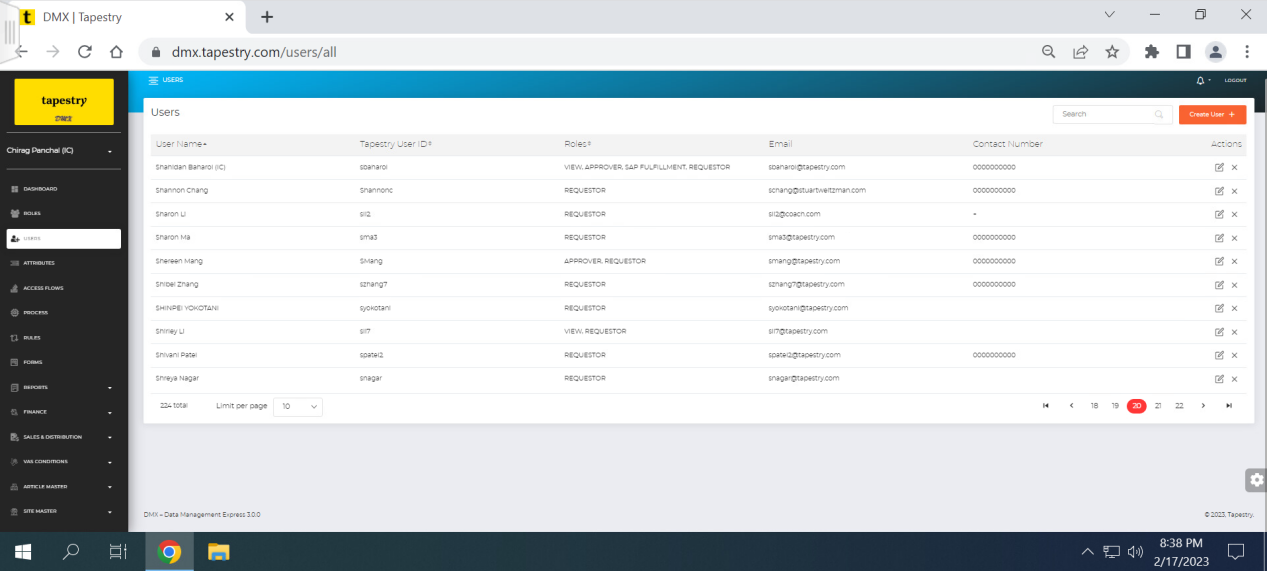 DMX | Tapestry
dmx.tapestry.com/users/all
tapestry
DMX
USERS
LOGOUT
Chirag Panchal (IC)
DASHBOARD
ROLES
USERS
ATTRIBUTES
ACCESS FLOWS
PROCESS
RULES
FORMS
REPORTS
FINANCE
SALES & DISTRIBUTION
VAS CONDITIONS
ARTICLE MASTER
SITE MASTER
Users
Search
Create User +
User Name Tapestry User ID Roles Email Contact Number Actions
VIEW, APPROVER, SAP FULFILLMENT, REQUESTOR 0000000000
Shannon Chang Shannonc REQUESTOR schang@stuartweitzman.com 0000000000
Sharon Li sli2 REQUESTOR sli2@coach.com -
Sharon Ma sma3 REQUESTOR sma3@tapestry.com 0000000000
Shereen Mang SMang APPROVER, REQUESTOR smang@tapestry.com 0000000000
Shibei Zhang szhang7 REQUESTOR szhang7@tapestry.com 0000000000
SHINPEI YOKOTANI syokotani REQUESTOR syokotani@tapestry.com
Shirley Li sli7 VIEW, REQUESTOR sli7@tapestry.com
Shivani Patel spatel2 REQUESTOR spatel2@tapestry.com 0000000000
Shreya Nagar snagar REQUESTOR snagar@tapestry.com
224 total Limit per page 10 18 19 20 21 22
DMX – Data Management Express 3.0.0
© 2023, Tapestry.
8:38 PM
2/17/2023